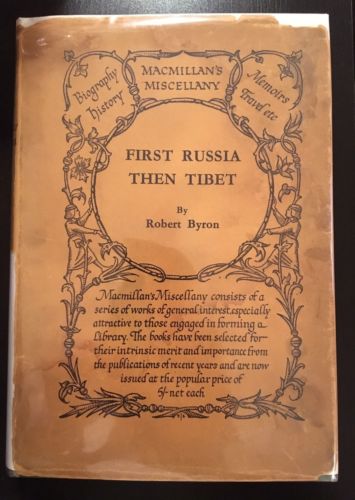 Biography
History
MACMILLAN'S
MISCELLANY
Memoirs
Travel etc
FIRST RUSSIA
THEN TIBET
By
Robert Byron
Macmillan's Miscellany consists of a
series of works of general interest, especially
attractive to those engaged in forming a
Library. The books have been selected for
their intrinsic merit and importance from
the publications of recent years and are now
issued at the popular price of
5/- net each